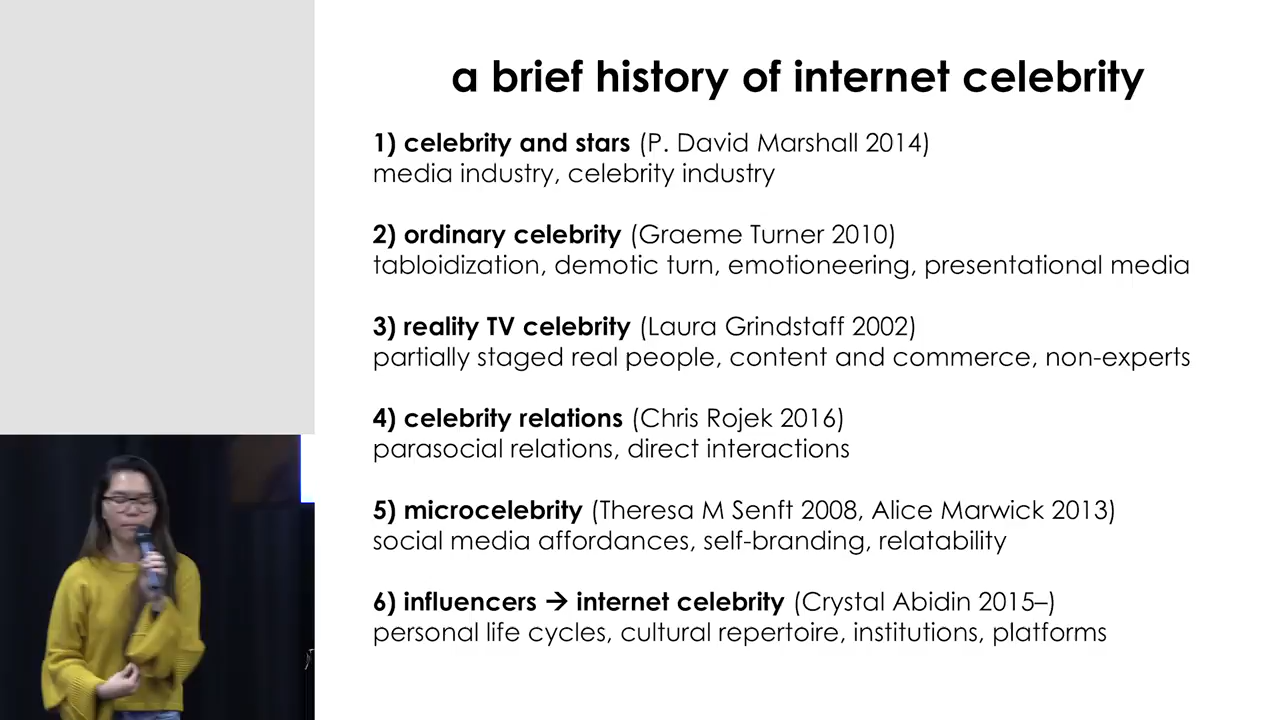 a brief history of internet celebrity
1) celebrity and stars (P. David Marshall 2014)
media industry, celebrity industry
2) ordinary celebrity (Graeme Turner 2010)
tabloidization, demotic turn, emotioneering, presentational media
3) reality TV celebrity (Laura Grindstaff 2002)
partially staged real people, content and commerce, non-experts
4) celebrity relations (Chris Rojek 2016)
parasocial relations, direct interactions
5) microcelebrity (Theresa M Senft 2008, Alice Marwick 2013)
social media affordances, self-branding, relatability
6) influencers → internet celebrity (Crystal Abidin 2015–)
personal life cycles, cultural repertoire, institutions, platforms